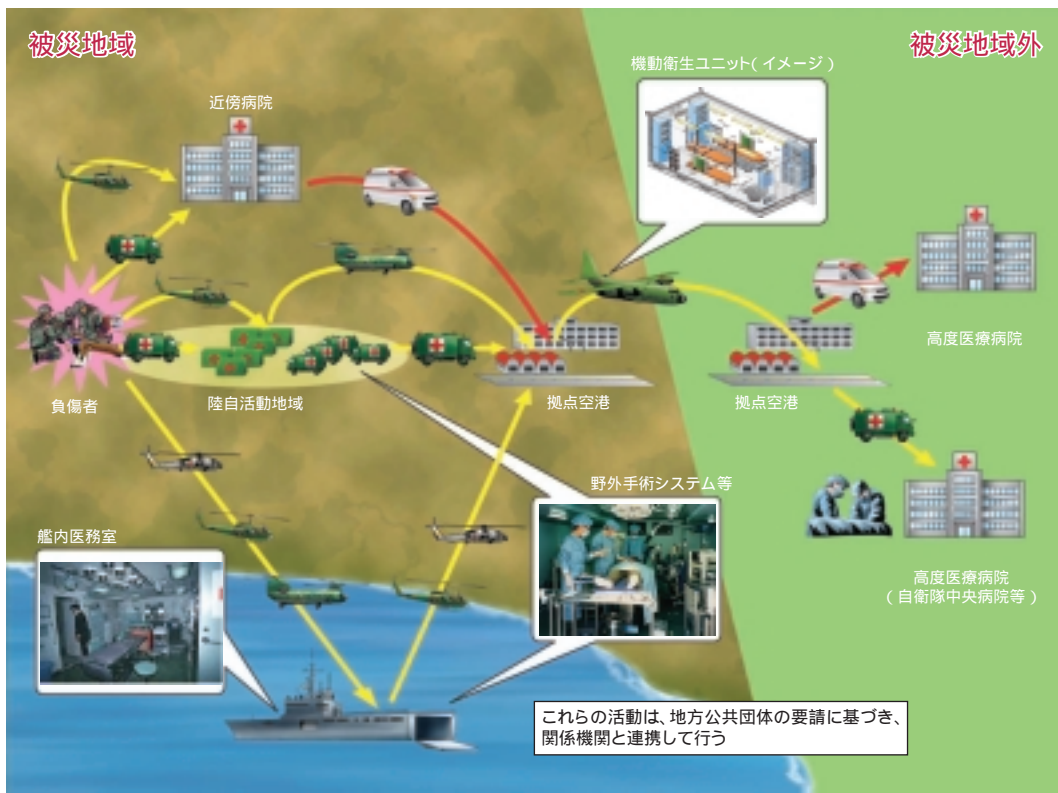 被災地域
被災地域外
機動衛生ユニット(イメージ)
近傍病院
高度医療病院
負傷者
陸自活動地域
拠点空港
拠点空港
野外手術システム等
艦内医務室
高度医療病院
(自衛隊中央病院等)
これらの活動は、地方公共団体の要請に基づき、
関係機関と連携して行う